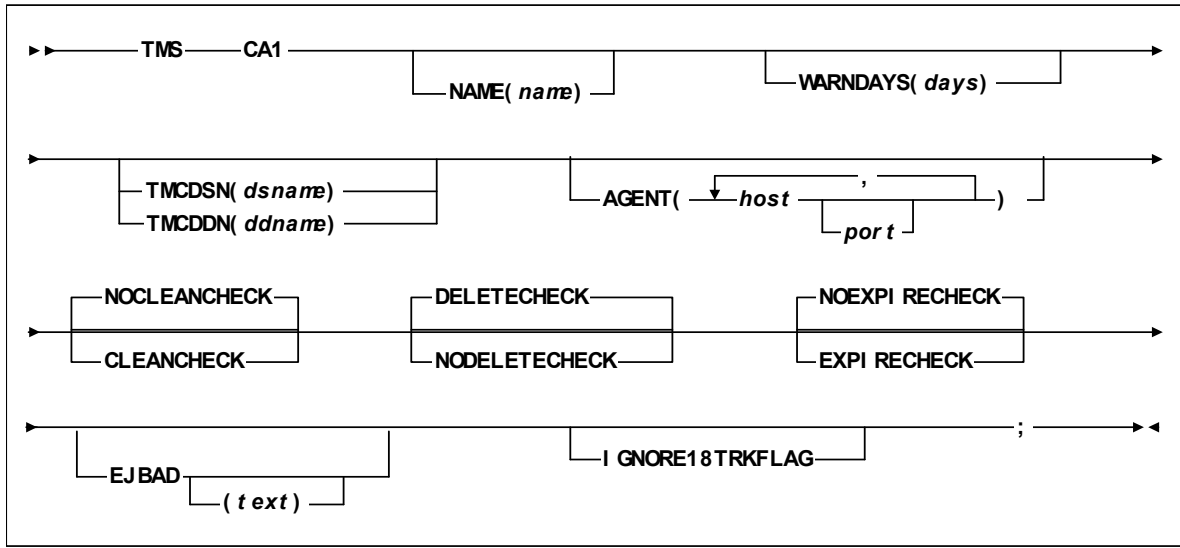 TMS CA1
NAME( name) WARNDAYS( days)
TMCDSN( dsname)
TMCDDN( ddname)
,
AGENT( host )
port
NOCLEANCHECK DELETECHECK NOEXPIRECHECK
CLEANCHECK NODELETECHECK EXPIRECHECK
;
EJBAD IGNORE18TRKFLAG
( text)